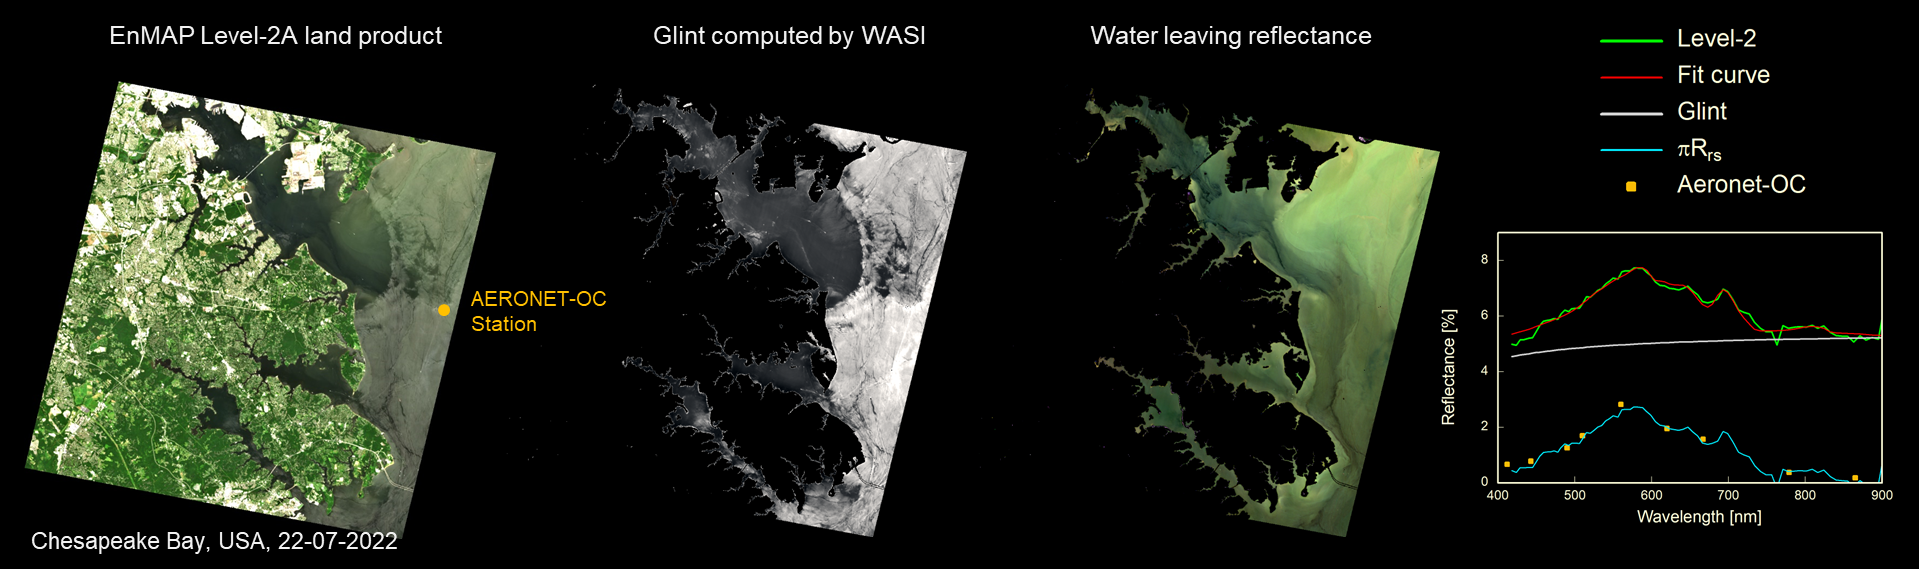 EnMAP Level-2A land product
Glint computed by WASI
Water leaving reflectance
Level-2
Fit curve
Glint
πRrs
Aeronet-OC
AERONET-OC
Station
Chesapeake Bay, USA, 22-07-2022
Reflectance [%]
8
6
4
2
0
400 500 600 700 800 900
Wavelength [nm]